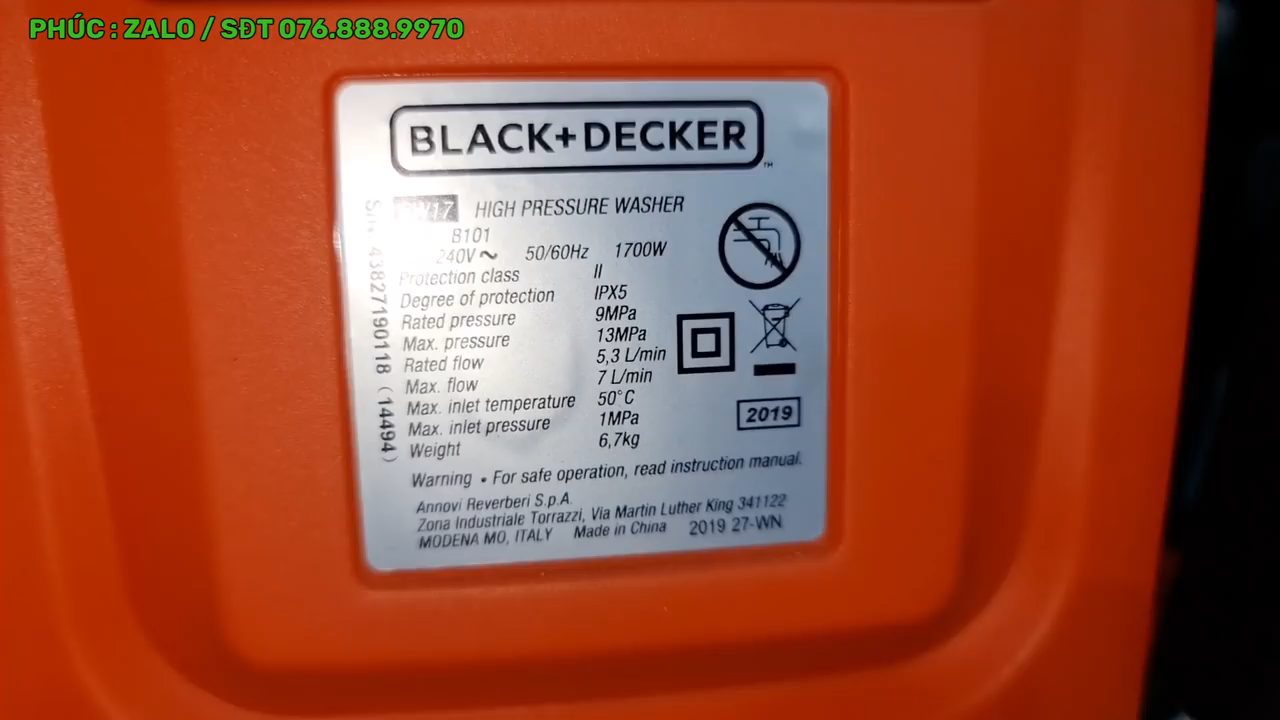 PHÚC : ZALO / SĐT 076.888.9970
BLACK+DECKER
TM
HIGH PRESSURE WASHER
B101
240V~ 50/60Hz 1700W
Protection class II
Degree of protection IPX5
Rated pressure 9MPa
Max. pressure 13MPa
Rated flow 5,3 L/min
Max. flow 7 L/min
Max. inlet temperature 50°C
Max. inlet pressure 1MPa
Weight 6,7kg
2019
Warning • For safe operation, read instruction manual.
Annovi Reverberi S.p.A.
Zona Industriale Torrazzi, Via Martin Luther King 341122
MODENA MO, ITALY Made in China 2019 27-WN
43827190118 (14494)